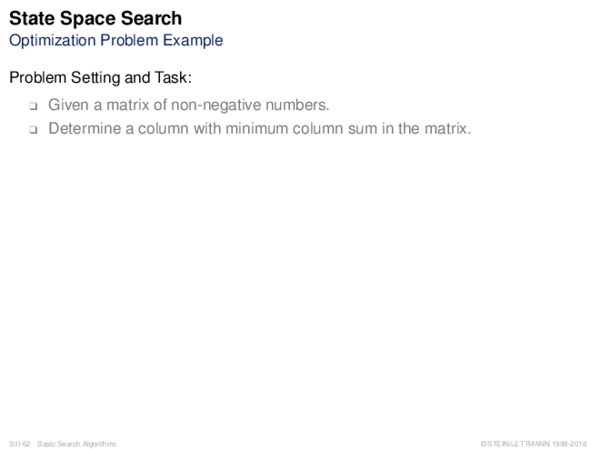 State Space Search
Optimization Problem Example
Problem Setting and Task:
❑ Given a matrix of non-negative numbers.
❑ Determine a column with minimum column sum in the matrix.
S:II-62 Basic Search Algorithms
© STEIN/LETTMANN 1998-2018